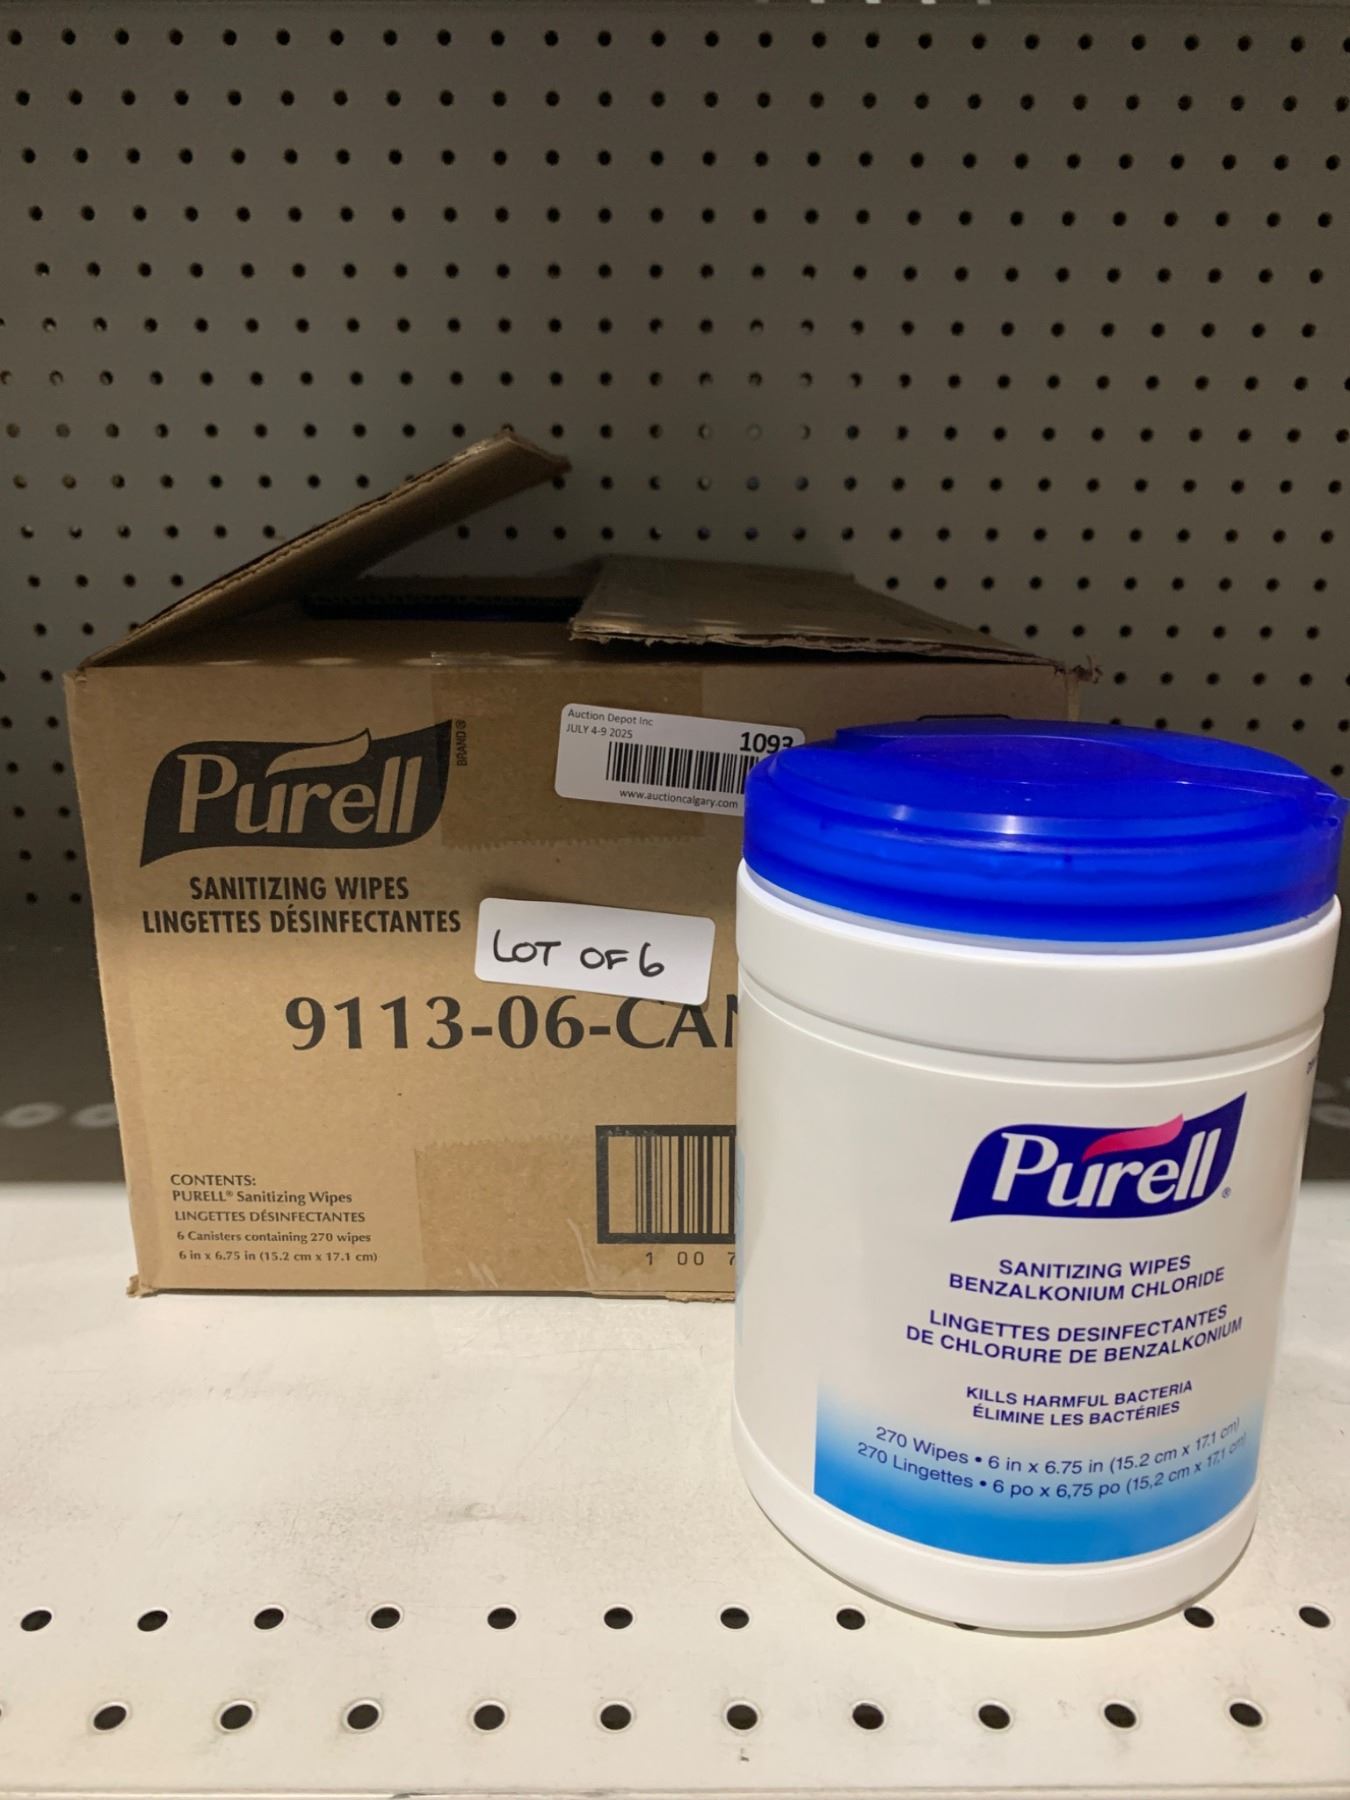 Purell
BRAND®
SANITIZING WIPES
LINGETTES DÉSINFECTANTES
Auction Depot Inc
JULY 4-9 2025
1093
www.auctioncalgary.com
LOT OF 6
9113-06-CAN
CONTENTS:
PURELL® Sanitizing Wipes
LINGETTES DÉSINFECTANTES
6 Canisters containing 270 wipes
6 in x 6.75 in (15.2 cm x 17.1 cm)
1 00 7
Purell®
SANITIZING WIPES
BENZALKONIUM CHLORIDE
LINGETTES DESINFECTANTES
DE CHLORURE DE BENZALKONIUM
KILLS HARMFUL BACTERIA
ÉLIMINE LES BACTÉRIES
270 Wipes • 6 in x 6.75 in (15.2 cm x 17.1 cm)
270 Lingettes • 6 po x 6,75 po (15,2 cm x 17,1 cm)